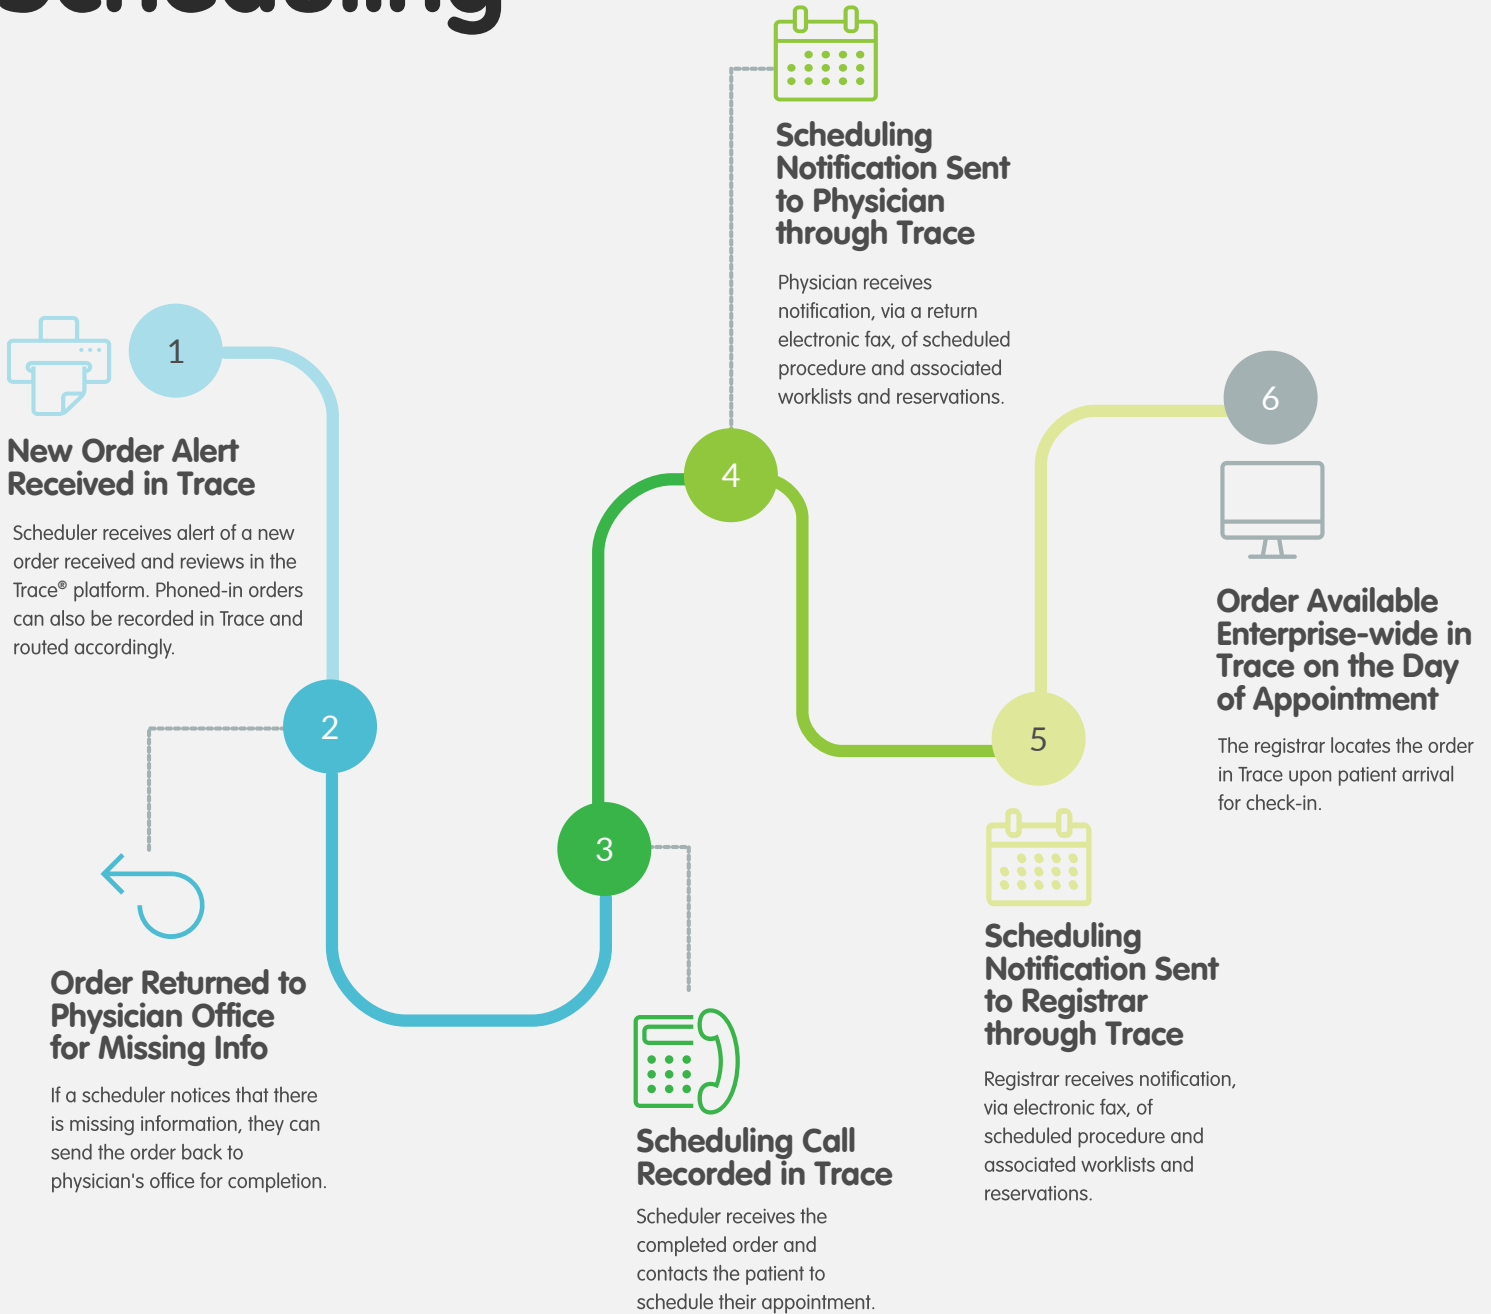 Scheduling
1
New Order Alert
Received in Trace
Scheduler receives alert of a new
order received and reviews in the
Trace® platform. Phoned-in orders
can also be recorded in Trace and
routed accordingly.
2
Order Returned to
Physician Office
for Missing Info
If a scheduler notices that there
is missing information, they can
send the order back to
physician's office for completion.
3
Scheduling Call
Recorded in Trace
Scheduler receives the
completed order and
contacts the patient to
schedule their appointment.
4
Scheduling
Notification Sent
to Physician
through Trace
Physician receives
notification, via a return
electronic fax, of scheduled
procedure and associated
worklists and reservations.
5
Scheduling
Notification Sent
to Registrar
through Trace
Registrar receives notification,
via electronic fax, of
scheduled procedure and
associated worklists and
reservations.
6
Order Available
Enterprise-wide in
Trace on the Day
of Appointment
The registrar locates the order
in Trace upon patient arrival
for check-in.